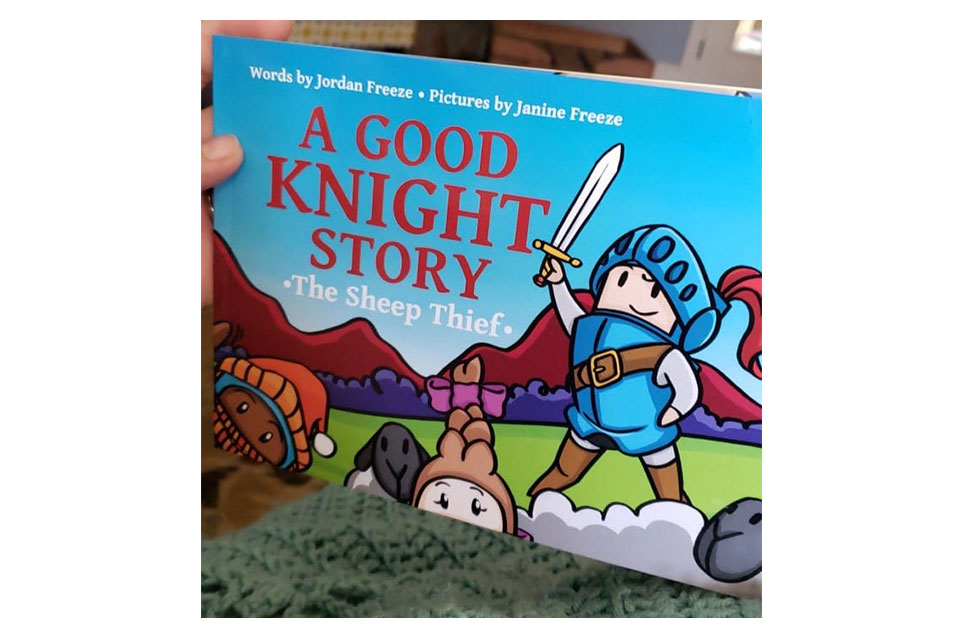 Words by Jordan Freeze • Pictures by Janine Freeze
A GOOD
KNIGHT
STORY
•The Sheep Thief•